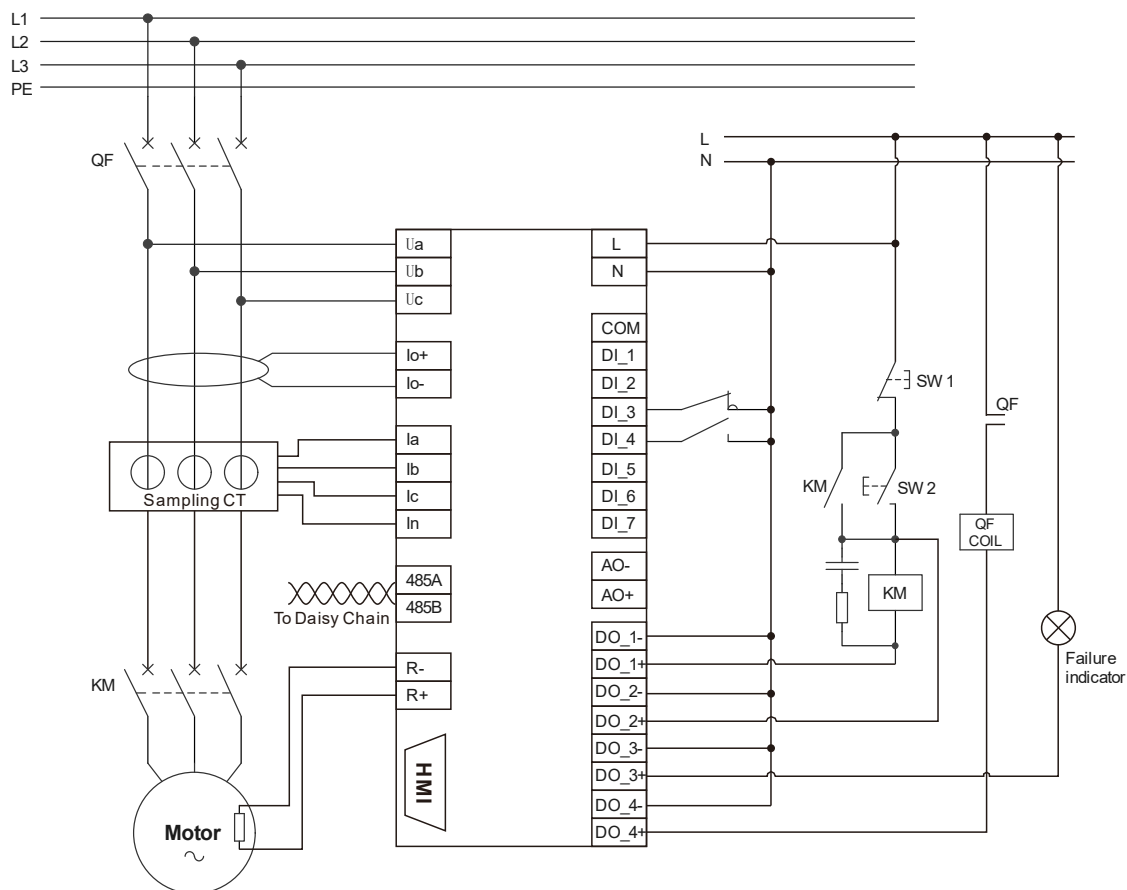 L1
L2
L3
PE
QF
L
N
Ua
Ub
Uc
Io+
Io-
Ia
Ib
Ic
In
Sampling CT
485A
485B
To Daisy Chain
R-
R+
KM
HMI
Motor
L
N
COM
DI_1
DI_2
DI_3
DI_4
DI_5
DI_6
DI_7
AO-
AO+
DO_1-
DO_1+
DO_2-
DO_2+
DO_3-
DO_3+
DO_4-
DO_4+
SW 1
KM
SW 2
KM
QF
QF
COIL
Failure
indicator